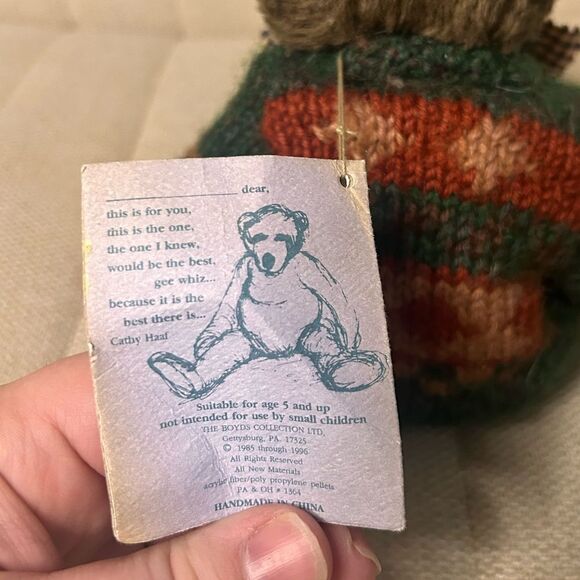 _____________ dear,
this is for you,
this is the one,
the one I knew,
would be the best,
gee whiz...
because it is the
best there is...
Cathy Haaf
Suitable for age 5 and up
not intended for use by small children
THE BOYDS COLLECTION LTD.
Gettysburg, PA. 17325
© 1985 through 1996
All Rights Reserved
All New Materials
acrylic fiber/poly propylene pellets
PA & OH # 1364
HANDMADE IN CHINA